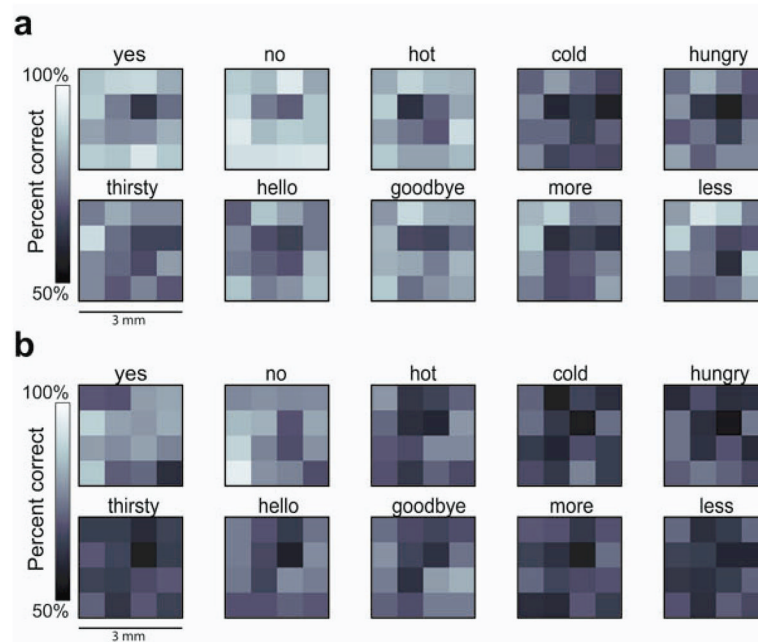 a
yes no hot cold hungry
100%
Percent correct
50%
thirsty hello goodbye more less
3 mm
b
yes no hot cold hungry
100%
Percent correct
50%
thirsty hello goodbye more less
3 mm